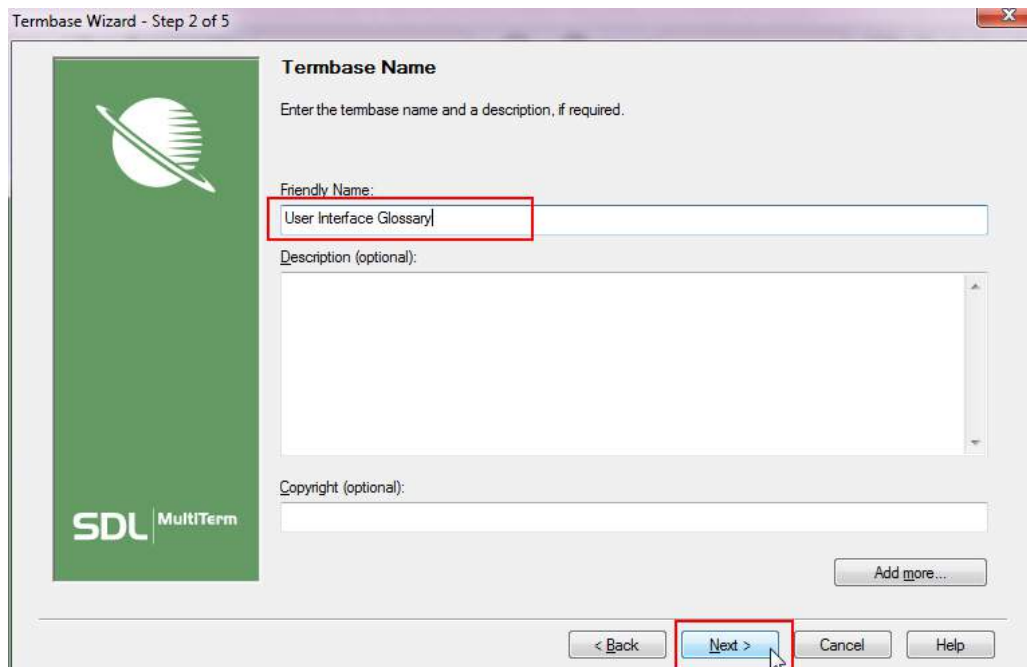 Termbase Wizard - Step 2 of 5
Termbase Name
Enter the termbase name and a description, if required.
Friendly Name:
User Interface Glossary
Description (optional):
Copyright (optional):
SDL MultiTerm
Add more...
< Back Next > Cancel Help